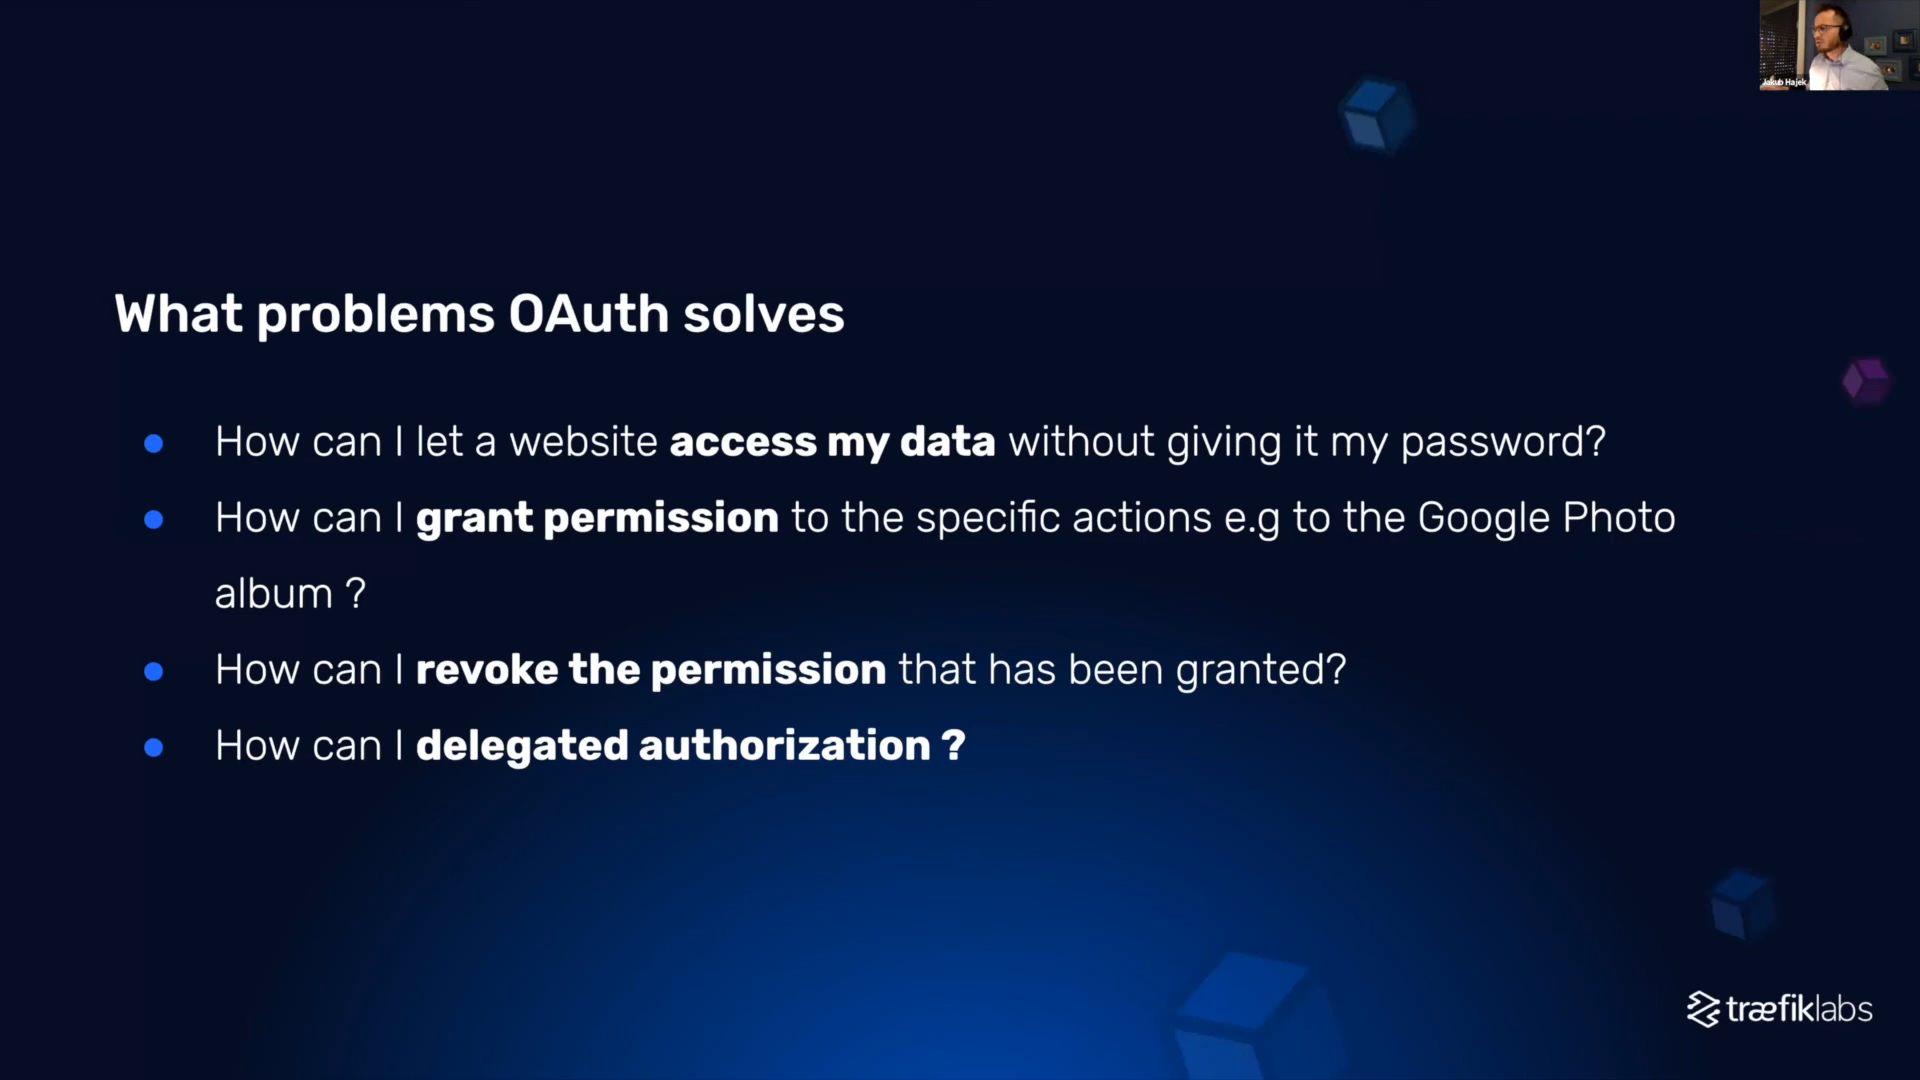 Jakub Hajek
What problems OAuth solves
How can I let a website access my data without giving it my password?
How can I grant permission to the specific actions e.g to the Google Photo
album ?
How can I revoke the permission that has been granted?
How can I delegated authorization ?
træfiklabs